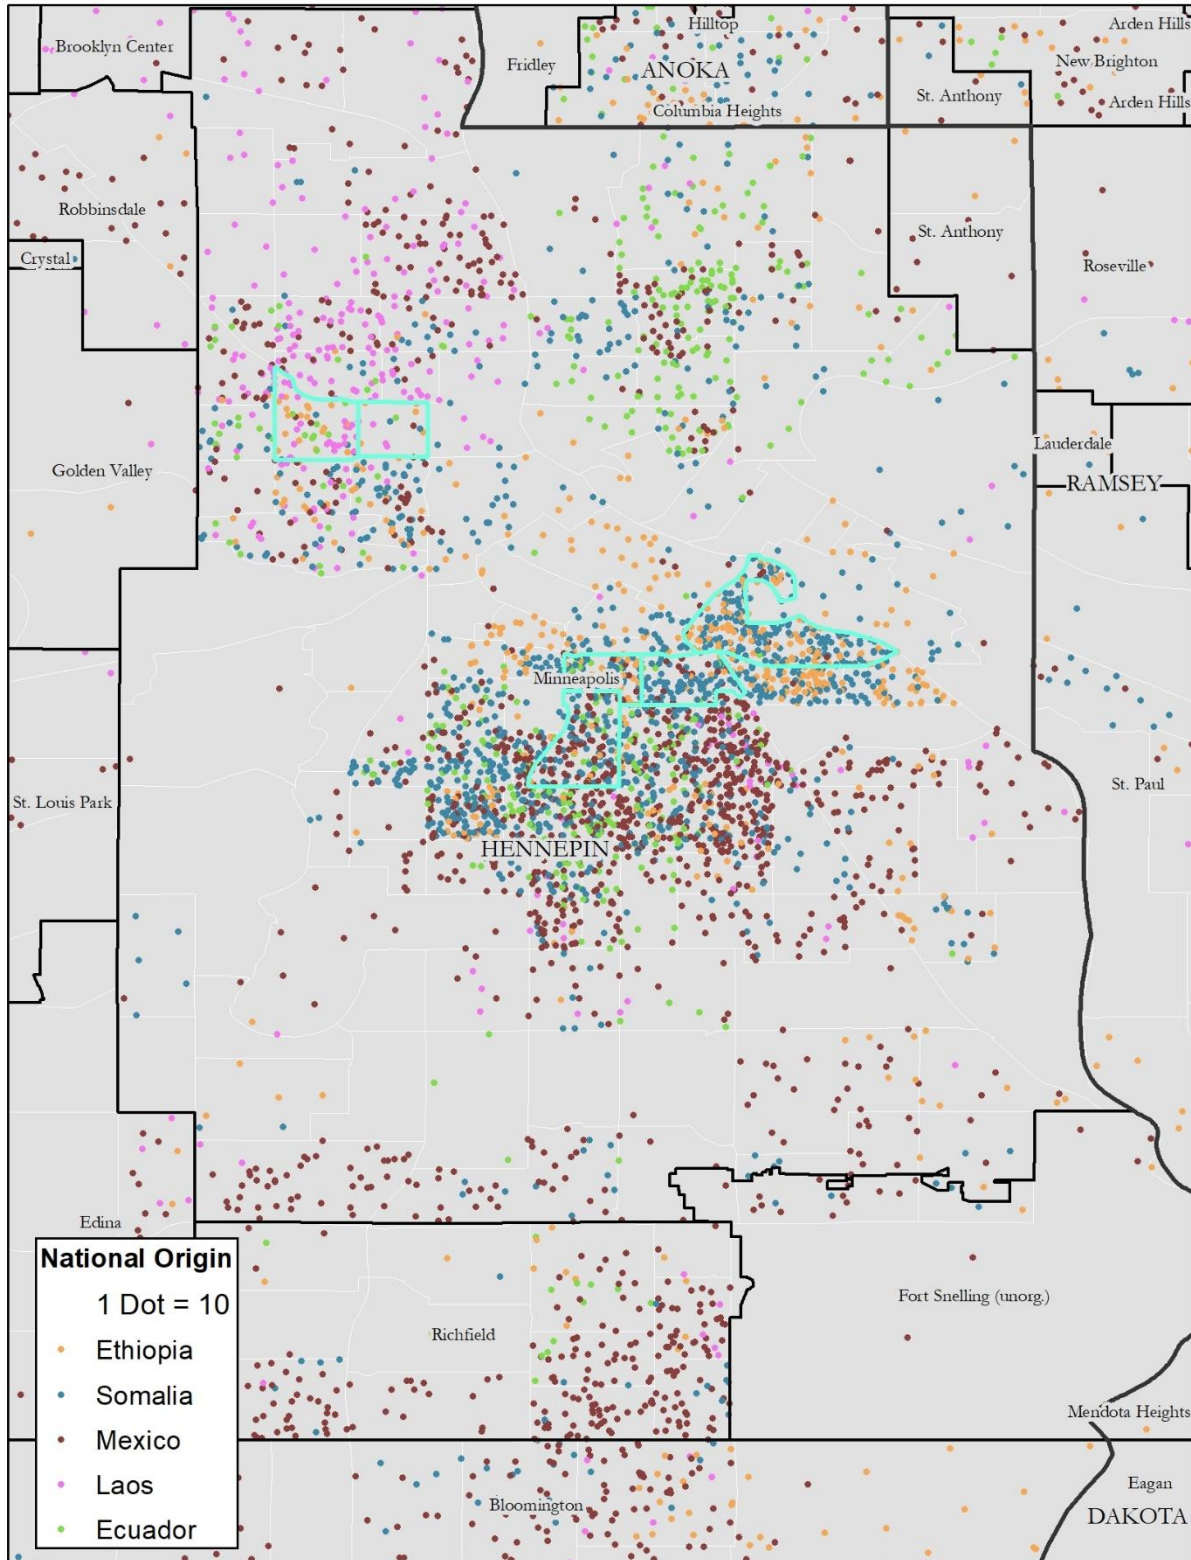 Hilltop
Arden Hills
Brooklyn Center
Fridley
ANOKA
New Brighton
St. Anthony
Arden Hills
Columbia Heights
Robbinsdale
St. Anthony
Crystal
Roseville
Lauderdale
Golden Valley
RAMSEY
Minneapolis
St. Louis Park
St. Paul
HENNEPIN
Edina
National Origin
1 Dot = 10
Ethiopia
Somalia
Mexico
Laos
Ecuador
Fort Snelling (unorg.)
Richfield
Mendota Heights
Eagan
Bloomington
DAKOTA